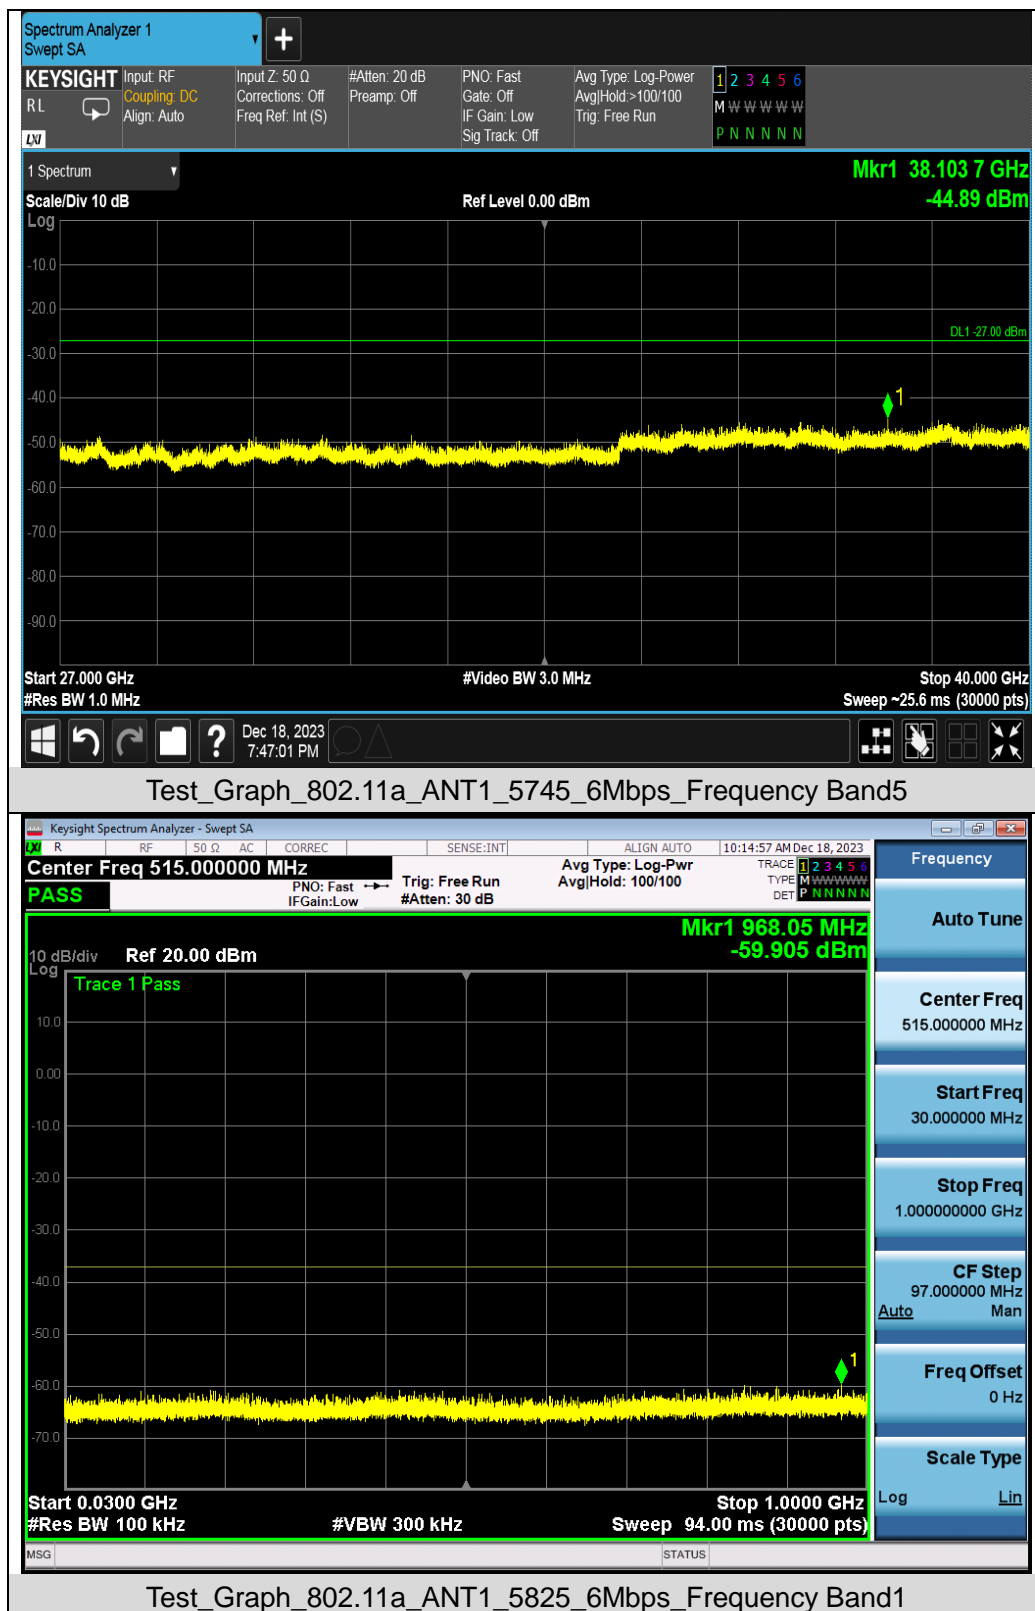 Spectrum Analyzer 1
Swept SA
KEYSIGHT
R L
LXI
Input: RF
Coupling: DC
Align: Auto
Input Z: 50 Ω
Corrections: Off
Freq Ref: Int (S)
#Atten: 20 dB
Preamp: Off
PNO: Fast
Gate: Off
IF Gain: Low
Sig Track: Off
Avg Type: Log-Power
Avg|Hold:>100/100
Trig: Free Run
1 2 3 4 5 6
M W W W W W
P N N N N N
1 Spectrum
Mkr1 38.103 7 GHz
Scale/Div 10 dB
Ref Level 0.00 dBm
-44.89 dBm
Log
-10.0
-20.0
DL1 -27.00 dBm
-30.0
-40.0
1
-50.0
-60.0
-70.0
-80.0
-90.0
Start 27.000 GHz
#Video BW 3.0 MHz
Stop 40.000 GHz
#Res BW 1.0 MHz
Sweep ~25.6 ms (30000 pts)
?
Dec 18, 2023
7:47:01 PM
Test_Graph_802.11a_ANT1_5745_6Mbps_Frequency Band5
Keysight Spectrum Analyzer - Swept SA
LXI R RF 50 Ω AC CORREC SENSE:INT ALIGN AUTO 10:14:57 AM Dec 18, 2023
Center Freq 515.000000 MHz
PASS
PNO: Fast
IFGain:Low
Trig: Free Run
#Atten: 30 dB
Avg Type: Log-Pwr
Avg|Hold: 100/100
TRACE 1 2 3 4 5 6
TYPE M W W W W W
DET P N N N N N
Mkr1 968.05 MHz
-59.905 dBm
10 dB/div
Log
Ref 20.00 dBm
Trace 1 Pass
10.0
0.00
-10.0
-20.0
-30.0
-40.0
-50.0
1
-60.0
-70.0
Start 0.0300 GHz
Stop 1.0000 GHz
#Res BW 100 kHz
#VBW 300 kHz
Sweep 94.00 ms (30000 pts)
MSG
STATUS
Frequency
Auto Tune
Center Freq
515.000000 MHz
Start Freq
30.000000 MHz
Stop Freq
1.000000000 GHz
CF Step
97.000000 MHz
Auto Man
Freq Offset
0 Hz
Scale Type
Log Lin
Test_Graph_802.11a_ANT1_5825_6Mbps_Frequency Band1